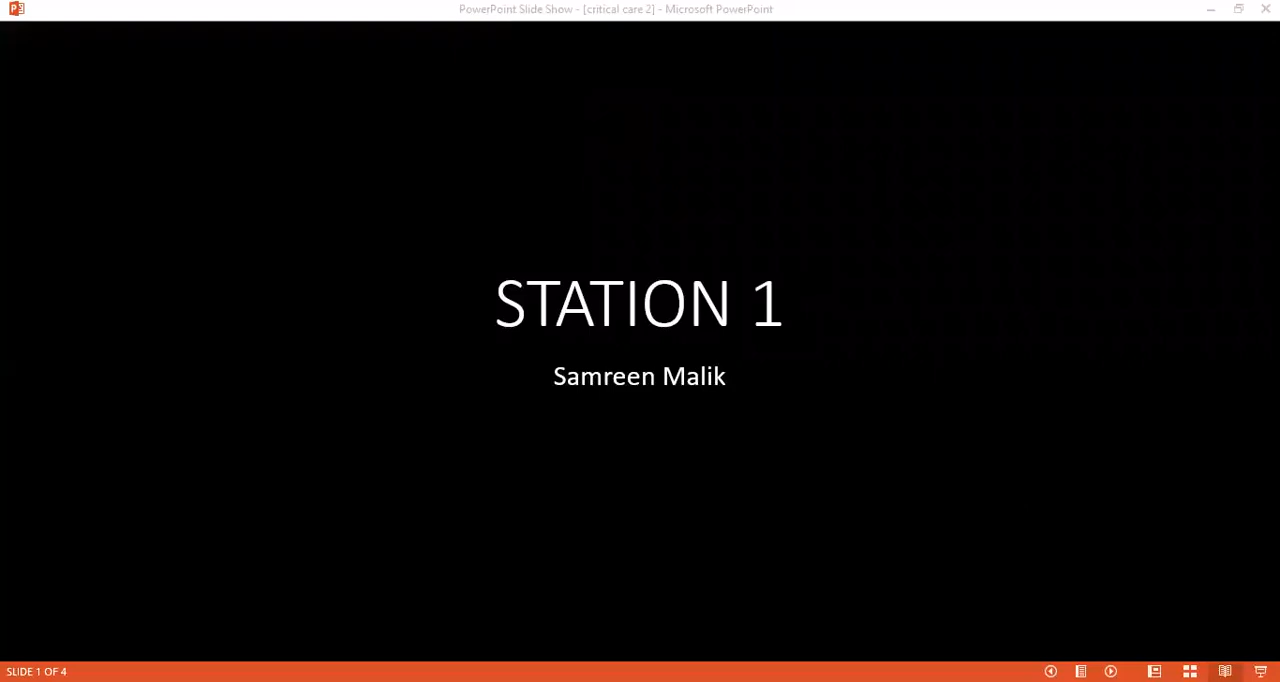 PowerPoint Slide Show - [critical care 2] - Microsoft PowerPoint
STATION 1
Samreen Malik
SLIDE 1 OF 4